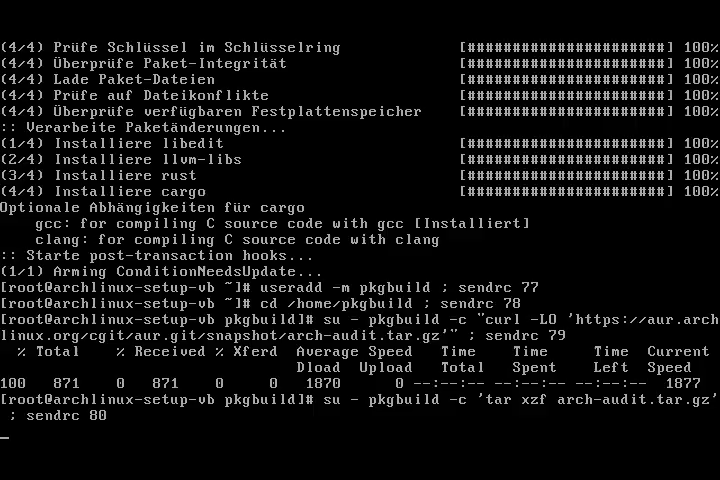 (4/4) Prüfe Schlüssel im Schlüsselring [######################] 100%
(4/4) Überprüfe Paket-Integrität [######################] 100%
(4/4) Lade Paket-Dateien [######################] 100%
(4/4) Prüfe auf Dateikonflikte [######################] 100%
(4/4) Überprüfe verfügbaren Festplattenspeicher [######################] 100%
:: Verarbeite Paketänderungen...
(1/4) Installiere libedit [######################] 100%
(2/4) Installiere llvm-libs [######################] 100%
(3/4) Installiere rust [######################] 100%
(4/4) Installiere cargo [######################] 100%
Optionale Abhängigkeiten für cargo
gcc: for compiling C source code with gcc [Installiert]
clang: for compiling C source code with clang
:: Starte post-transaction hooks...
(1/1) Arming ConditionNeedsUpdate...
[root@archlinux-setup-vb ~]# useradd -m pkgbuild ; sendrc 77
[root@archlinux-setup-vb ~]# cd /home/pkgbuild ; sendrc 78
[root@archlinux-setup-vb pkgbuild]# su - pkgbuild -c "curl -LO 'https://aur.arch
linux.org/cgit/aur.git/snapshot/arch-audit.tar.gz'" ; sendrc 79
% Total % Received % Xferd Average Speed Time Time Time Current
Dload Upload Total Spent Left Speed
100 871 0 871 0 0 1870 0 --:--:-- --:--:-- --:--:-- 1877
[root@archlinux-setup-vb pkgbuild]# su - pkgbuild -c 'tar xzf arch-audit.tar.gz'
; sendrc 80
_